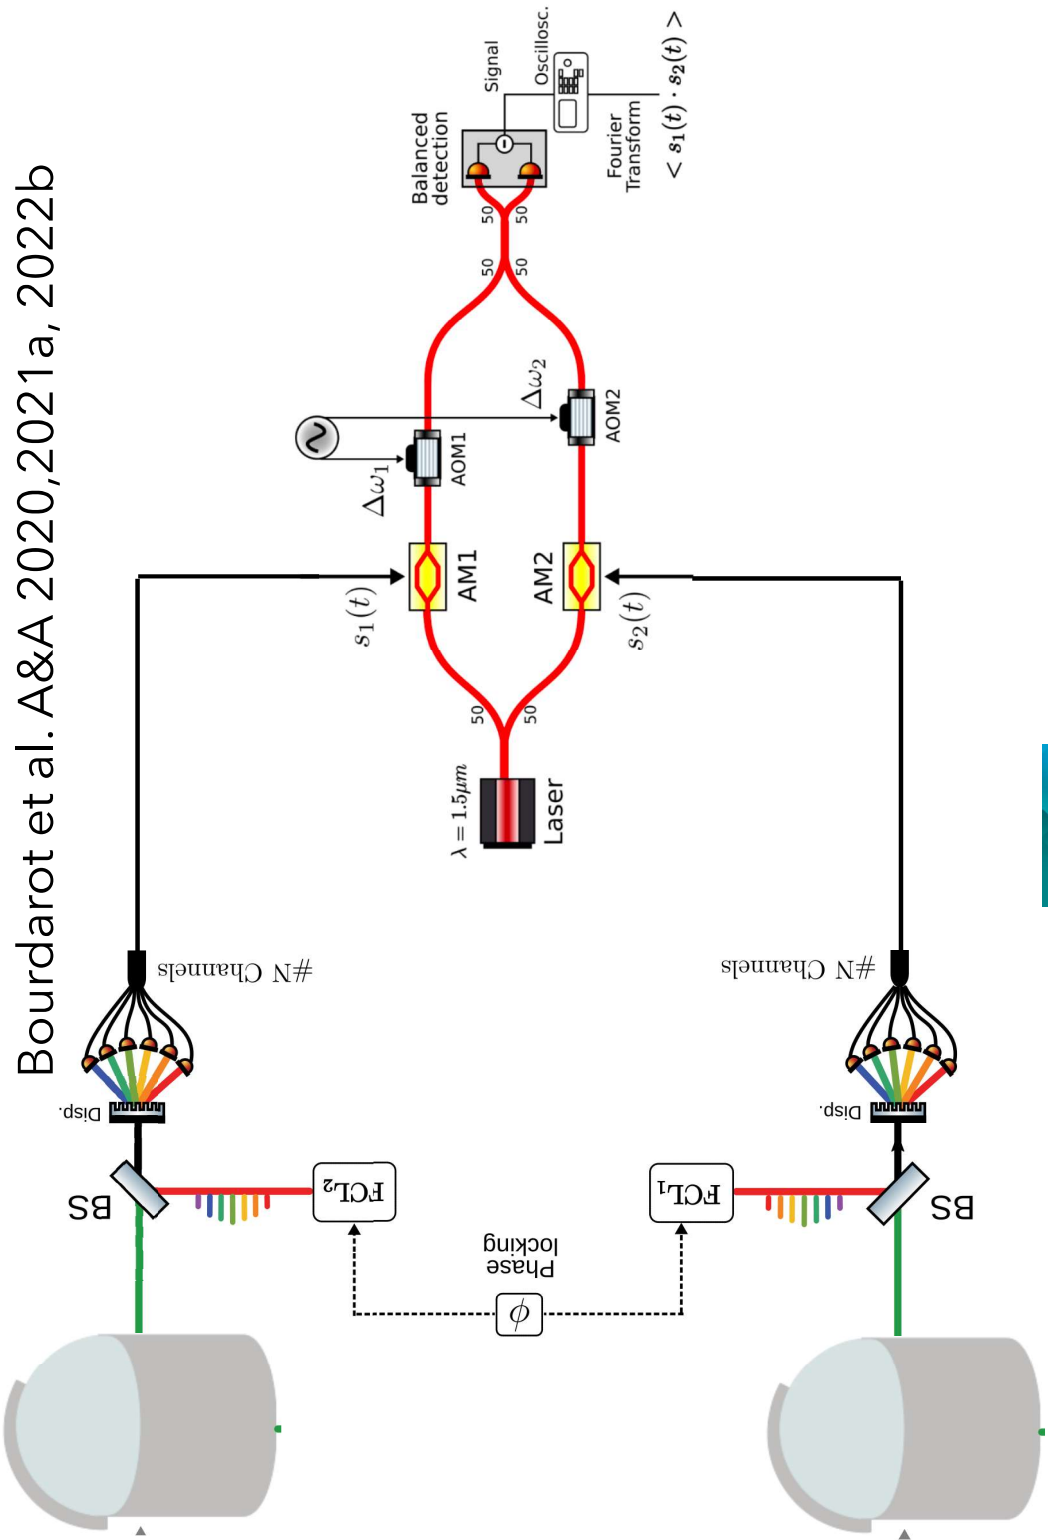 Bourdarot et al. A&A 2020,2021a, 2022b
Signal
Oscillosc.
Balanced
detection
Fourier
Transform
< s₁(t) · s₂(t) >
50
50
50
50
Δω₁
Δω₂
AOM1
AOM2
s₁(t)
AM1
AM2
s₂(t)
50
50
λ = 1.5μm
Laser
#N Channels
#N Channels
Disp.
Disp.
BS
BS
FCL₂
FCL₁
Phase
locking
ϕ